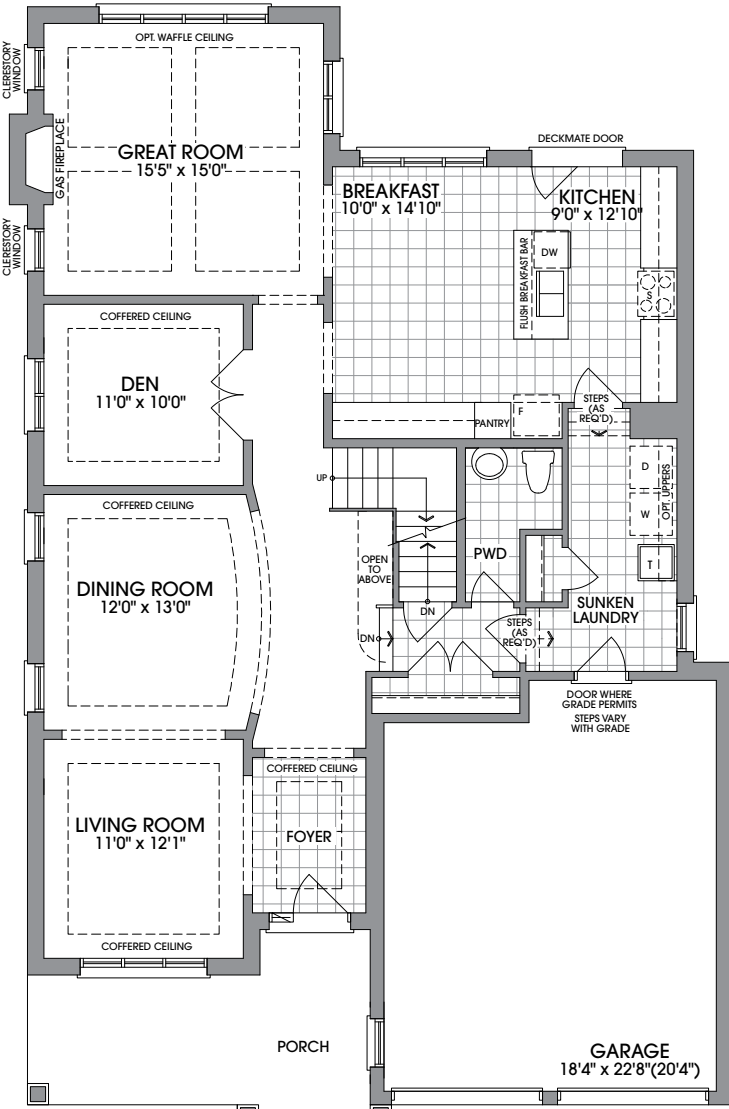 OPT. WAFFLE CEILING
CLERESTORY
WINDOW
GAS FIREPLACE
GREAT ROOM
15'5" x 15'0"
CLERESTORY
WINDOW
DECKMATE DOOR
BREAKFAST
10'0" x 14'10"
KITCHEN
9'0" x 12'10"
FLUSH BREAKFAST BAR
DW
S
COFFERED CEILING
DEN
11'0" x 10'0"
PANTRY
F
STEPS
(AS
REQ'D)
UP
D
W
OPT. UPPERS
T
COFFERED CEILING
DINING ROOM
12'0" x 13'0"
OPEN
TO
ABOVE
PWD
DN
DN
STEPS
(AS
REQ'D)
SUNKEN
LAUNDRY
DOOR WHERE
GRADE PERMITS
STEPS VARY
WITH GRADE
COFFERED CEILING
FOYER
LIVING ROOM
11'0" x 12'1"
COFFERED CEILING
PORCH
GARAGE
18'4" x 22'8"(20'4")